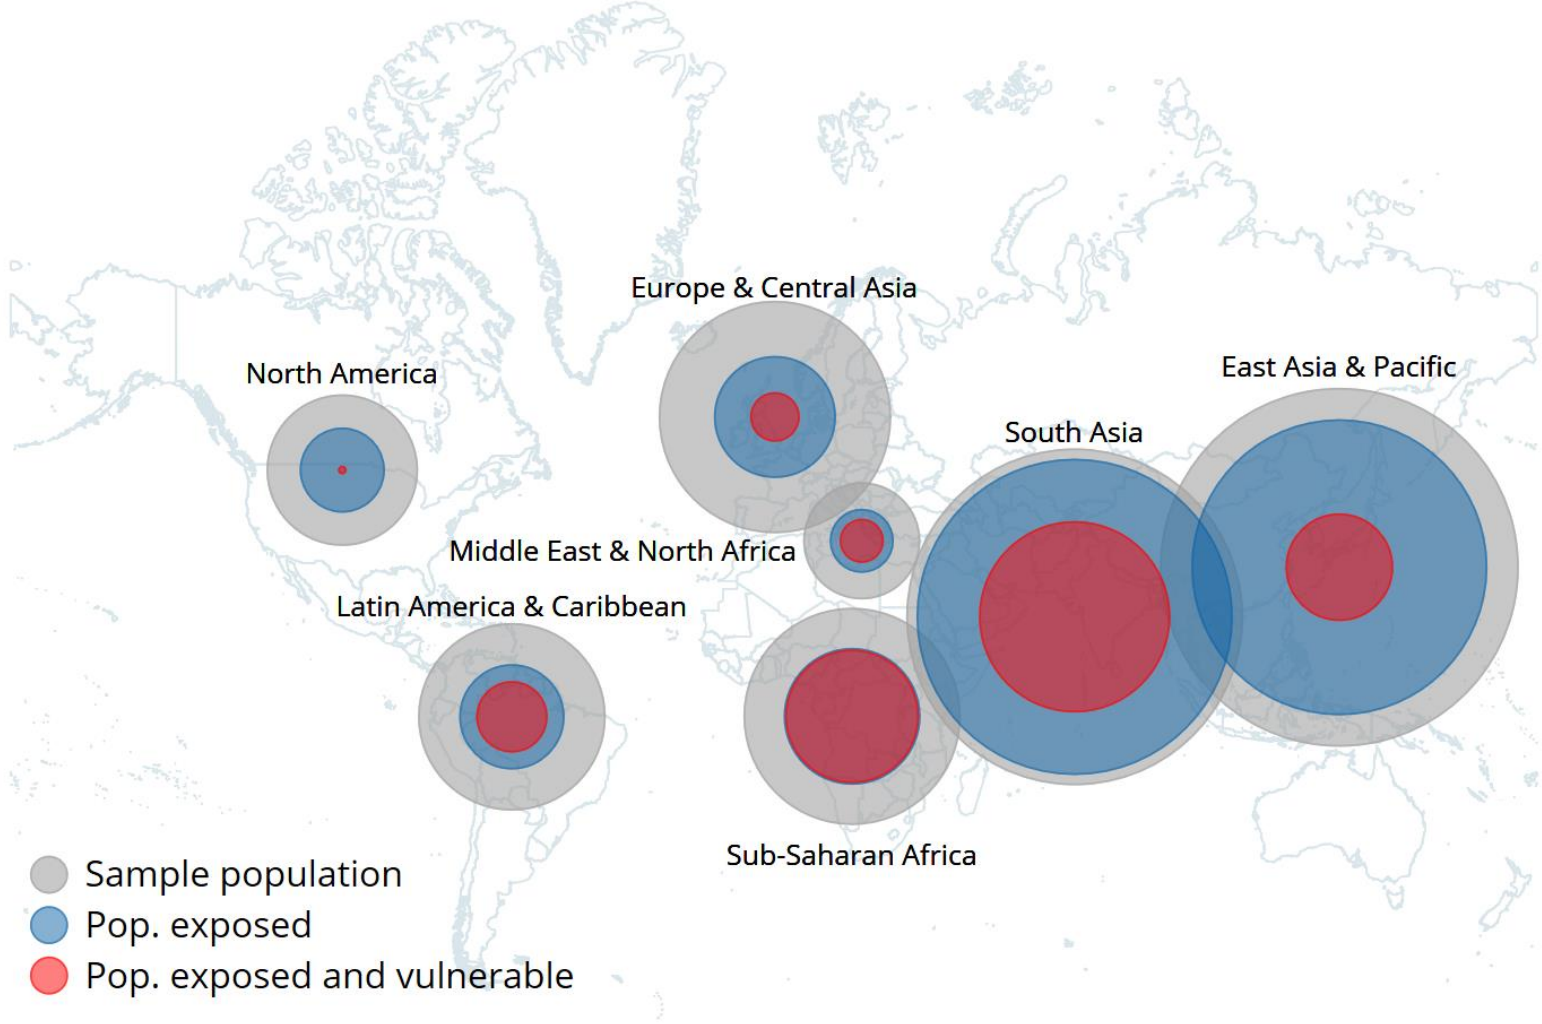 Europe & Central Asia
North America
East Asia & Pacific
South Asia
Middle East & North Africa
Latin America & Caribbean
Sub-Saharan Africa
Sample population
Pop. exposed
Pop. exposed and vulnerable